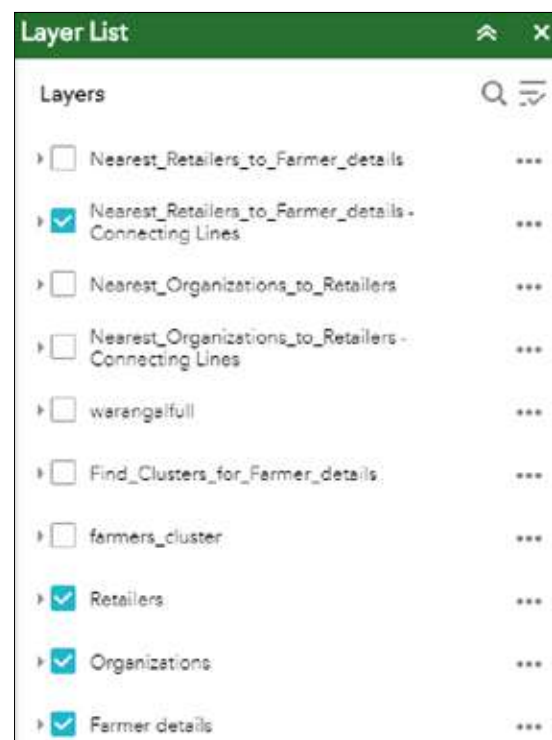 Layer List
Layers
Nearest_Retailers_to_Farmer_details
Nearest_Retailers_to_Farmer_details -
Connecting Lines
Nearest_Organizations_to_Retailers
Nearest_Organizations_to_Retailers -
Connecting Lines
warangalfull
Find_Clusters_for_Farmer_details
farmers_cluster
Retailers
Organizations
Farmer details